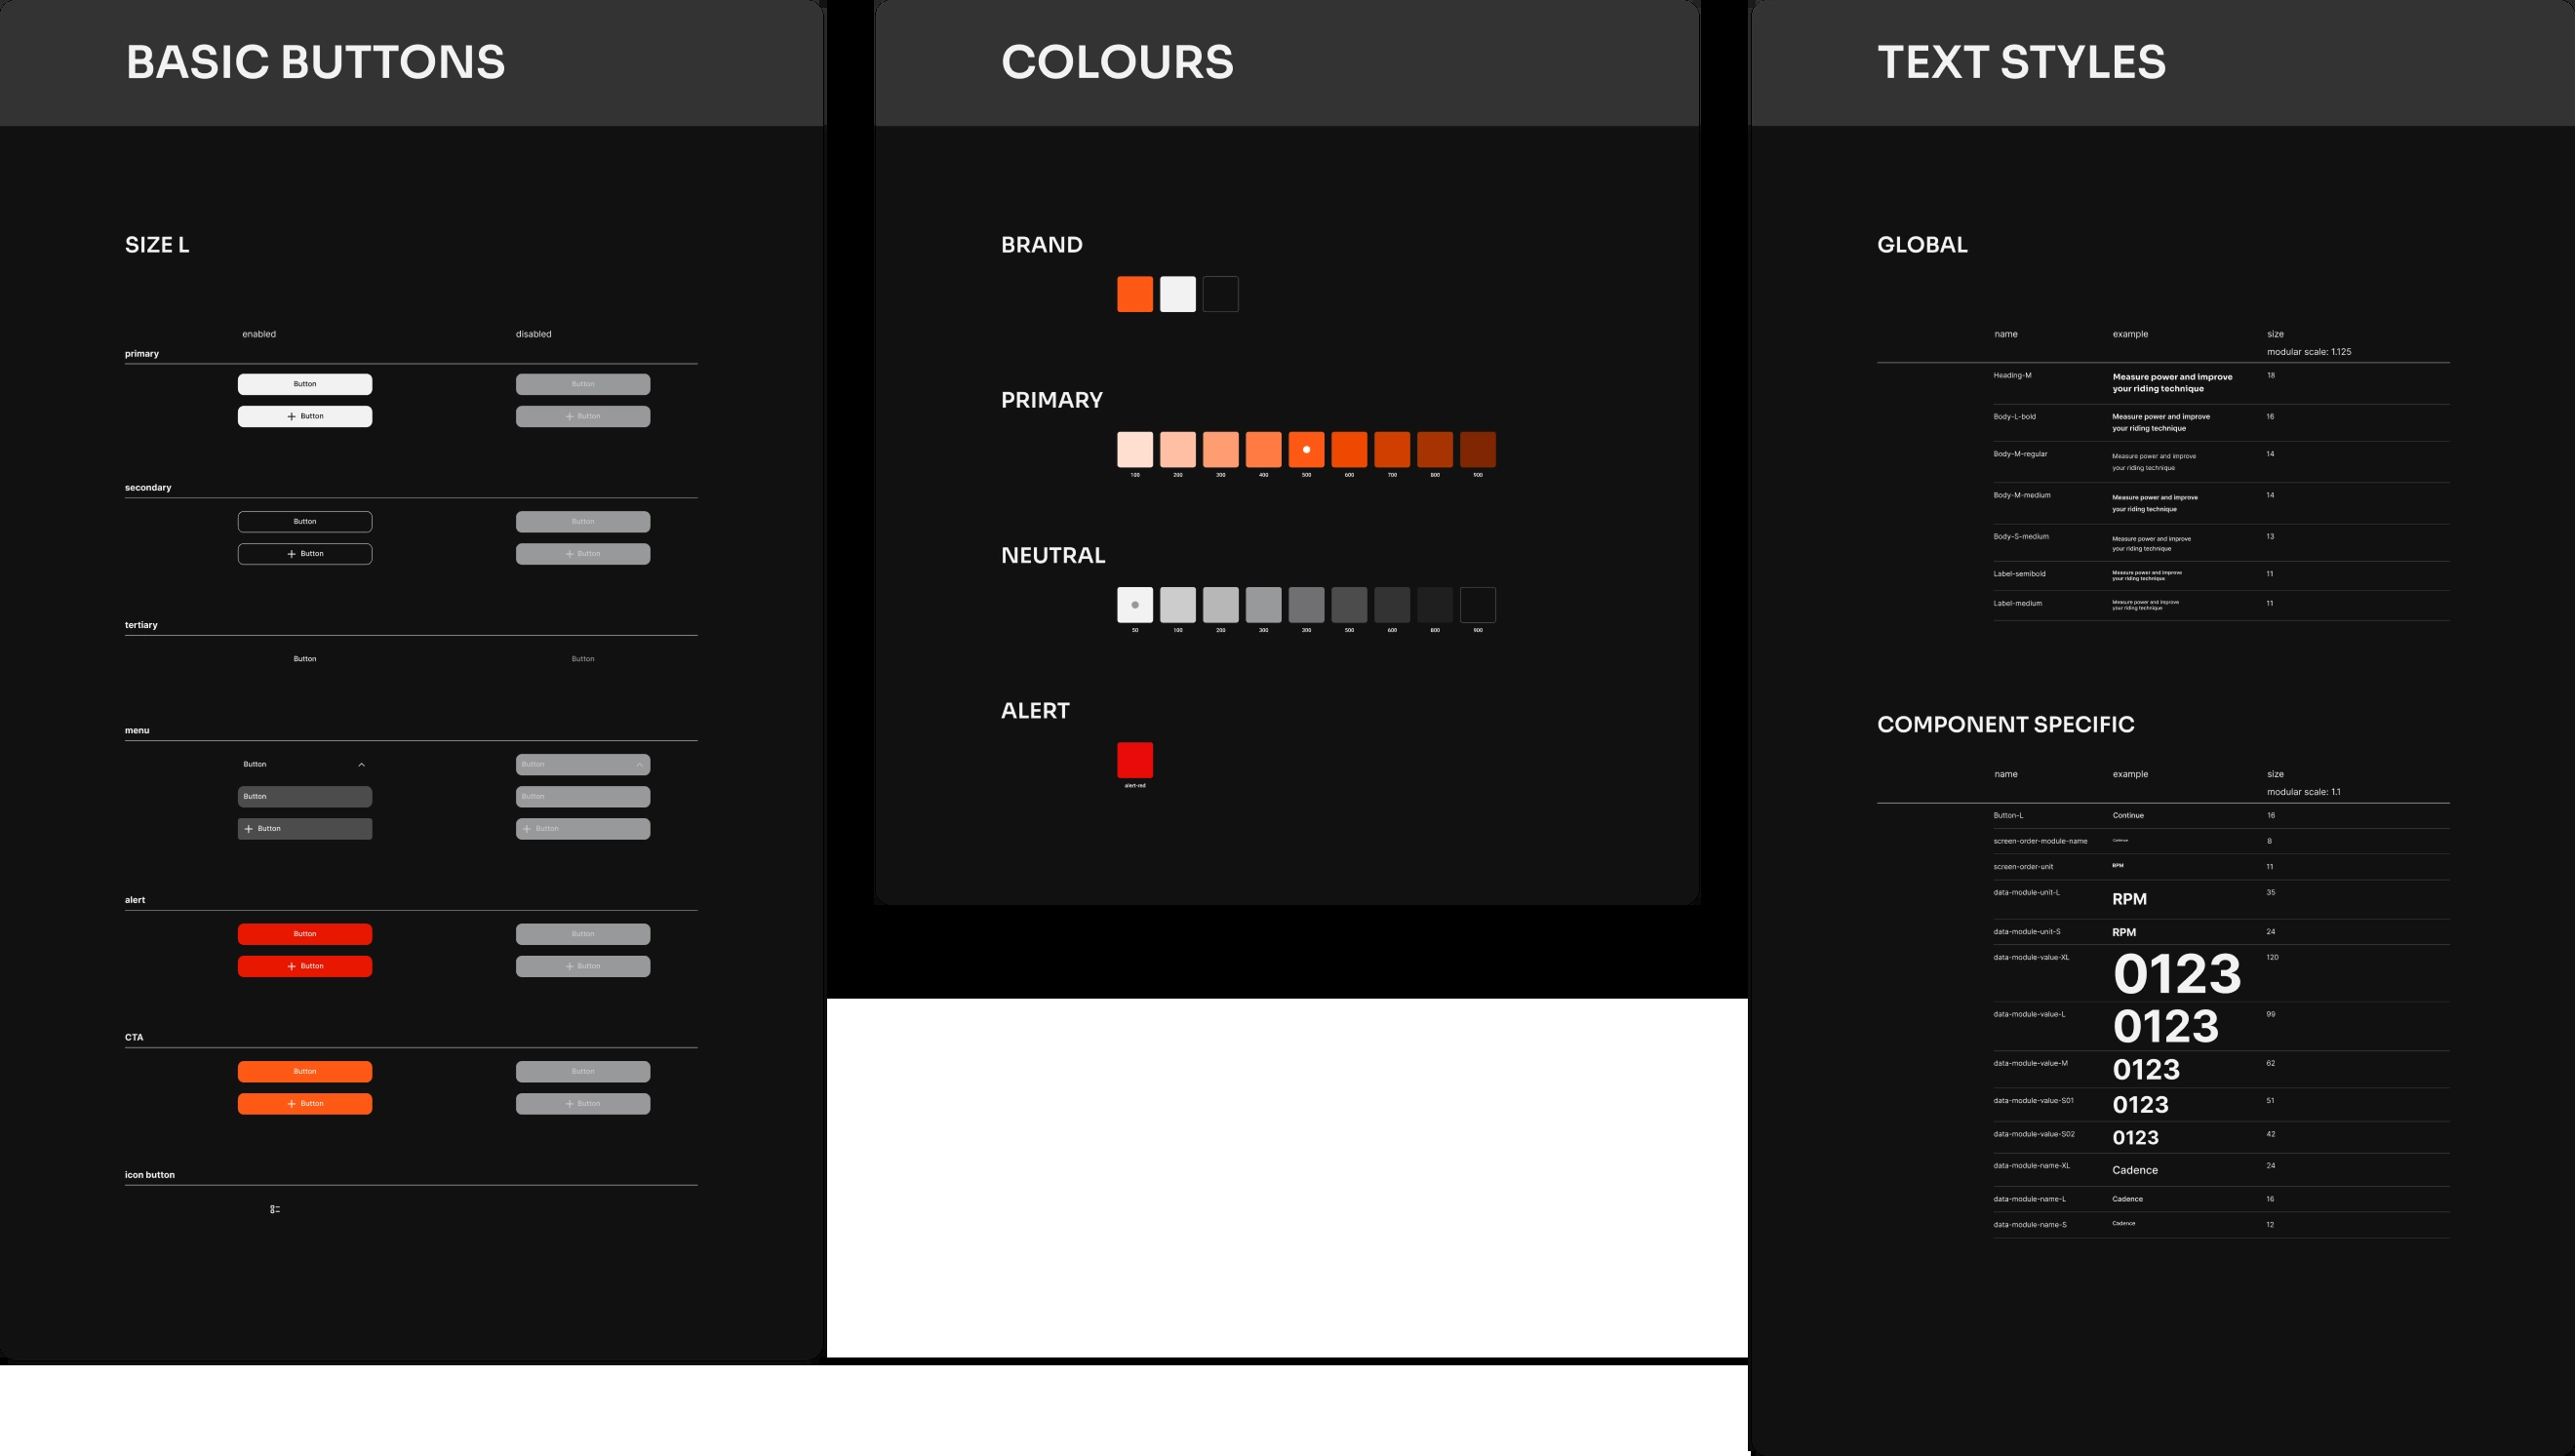 BASIC BUTTONS
SIZE L
enabled disabled
primary
Button Button
Button Button
secondary
Button Button
Button Button
tertiary
Button Button
menu
Button Button
Button Button
Button Button
alert
Button Button
Button Button
CTA
Button Button
Button Button
icon button
COLOURS
BRAND
PRIMARY
100 200 300 400 500 600 700 800 900
NEUTRAL
50 100 200 300 300 500 600 800 900
ALERT
alert-red
TEXT STYLES
GLOBAL
name example size
modular scale: 1.125
Heading-M Measure power and improve 18
your riding technique
Body-L-bold Measure power and improve 16
your riding technique
Body-M-regular Measure power and improve 14
your riding technique
Body-M-medium Measure power and improve 14
your riding technique
Body-S-medium Measure power and improve 13
your riding technique
Label-semibold Measure power and improve 11
your riding technique
Label-medium Measure power and improve 11
your riding technique
COMPONENT SPECIFIC
name example size
modular scale: 1.1
Button-L Continue 16
screen-order-module-name Cadence 8
screen-order-unit RPM 11
data-module-unit-L RPM 35
data-module-unit-S RPM 24
data-module-value-XL 0123 120
data-module-value-L 0123 99
data-module-value-M 0123 62
data-module-value-S01 0123 51
data-module-value-S02 0123 42
data-module-name-XL Cadence 24
data-module-name-L Cadence 16
data-module-name-S Cadence 12